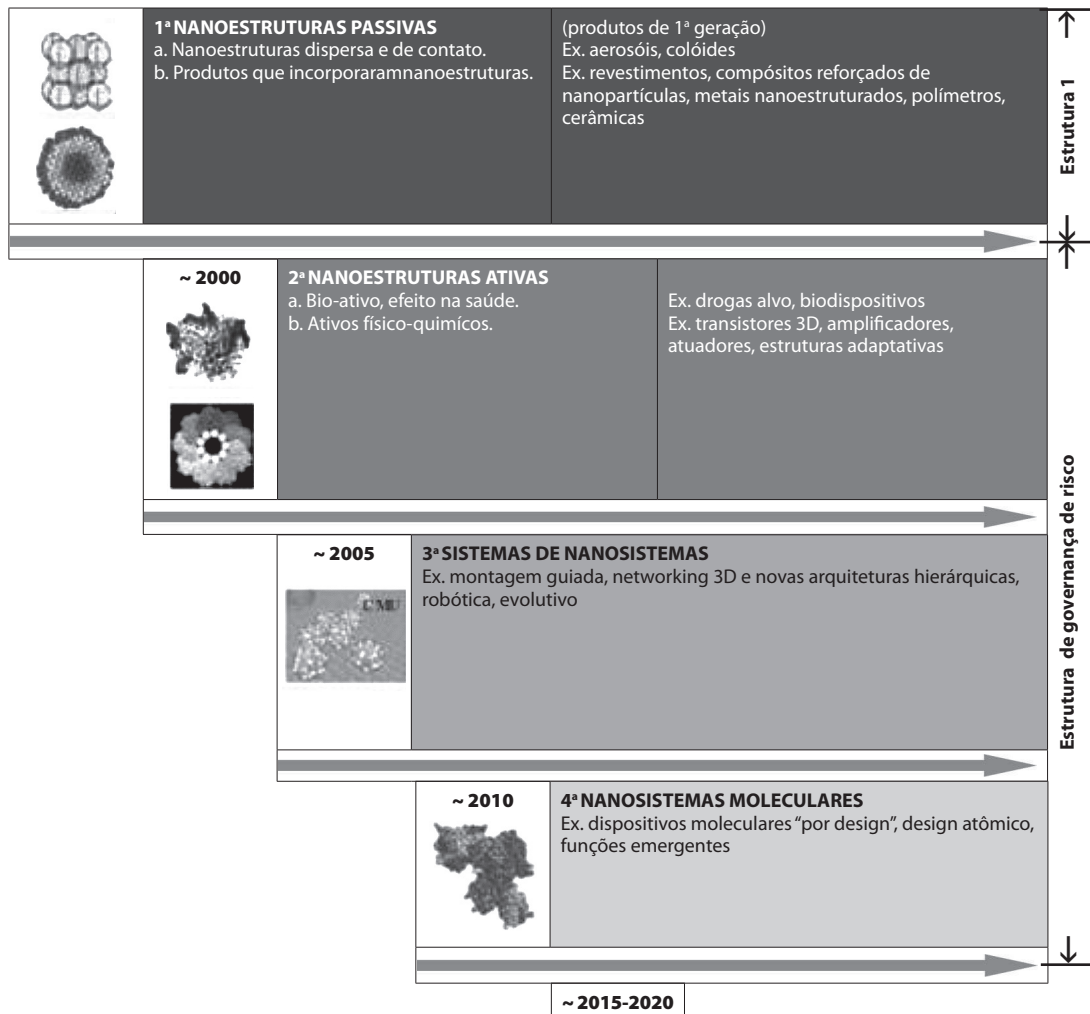 1ª NANOESTRUTURAS PASSIVAS
a. Nanoestruturas dispersa e de contato.
b. Produtos que incorporaramnanoestruturas.
(produtos de 1ª geração)
Ex. aerosóis, colóides
Ex. revestimentos, compósitos reforçados de
nanopartículas, metais nanoestruturados, polímetros,
cerâmicas
Estrutura 1
~ 2000
2ª NANOESTRUTURAS ATIVAS
a. Bio-ativo, efeito na saúde.
b. Ativos físico-quimícos.
Ex. drogas alvo, biodispositivos
Ex. transistores 3D, amplificadores,
atuadores, estruturas adaptativas
Estrutura de governança de risco
~ 2005
3ª SISTEMAS DE NANOSISTEMAS
Ex. montagem guiada, networking 3D e novas arquiteturas hierárquicas,
robótica, evolutivo
~ 2010
4ª NANOSISTEMAS MOLECULARES
Ex. dispositivos moleculares “por design”, design atômico,
funções emergentes
~ 2015-2020